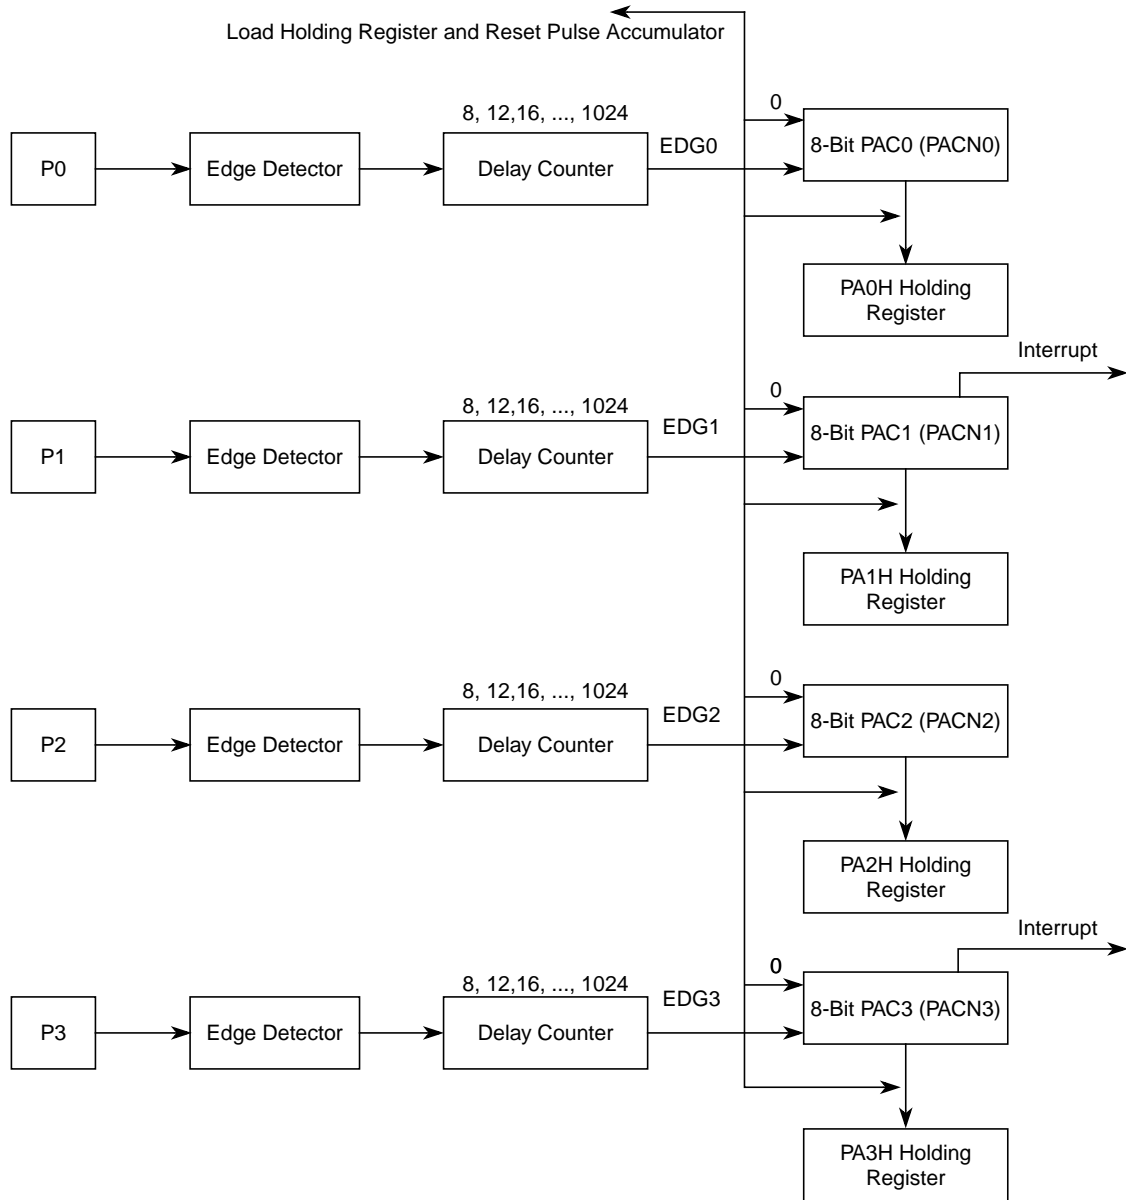 Load Holding Register and Reset Pulse Accumulator
0
8, 12,16, ..., 1024
EDG0
8-Bit PAC0 (PACN0)
P0
Edge Detector
Delay Counter
PA0H Holding
Register
Interrupt
0
8, 12,16, ..., 1024
EDG1
8-Bit PAC1 (PACN1)
P1
Edge Detector
Delay Counter
PA1H Holding
Register
0
8, 12,16, ..., 1024
EDG2
8-Bit PAC2 (PACN2)
P2
Edge Detector
Delay Counter
PA2H Holding
Register
Interrupt
0
8, 12,16, ..., 1024
EDG3
8-Bit PAC3 (PACN3)
P3
Edge Detector
Delay Counter
PA3H Holding
Register